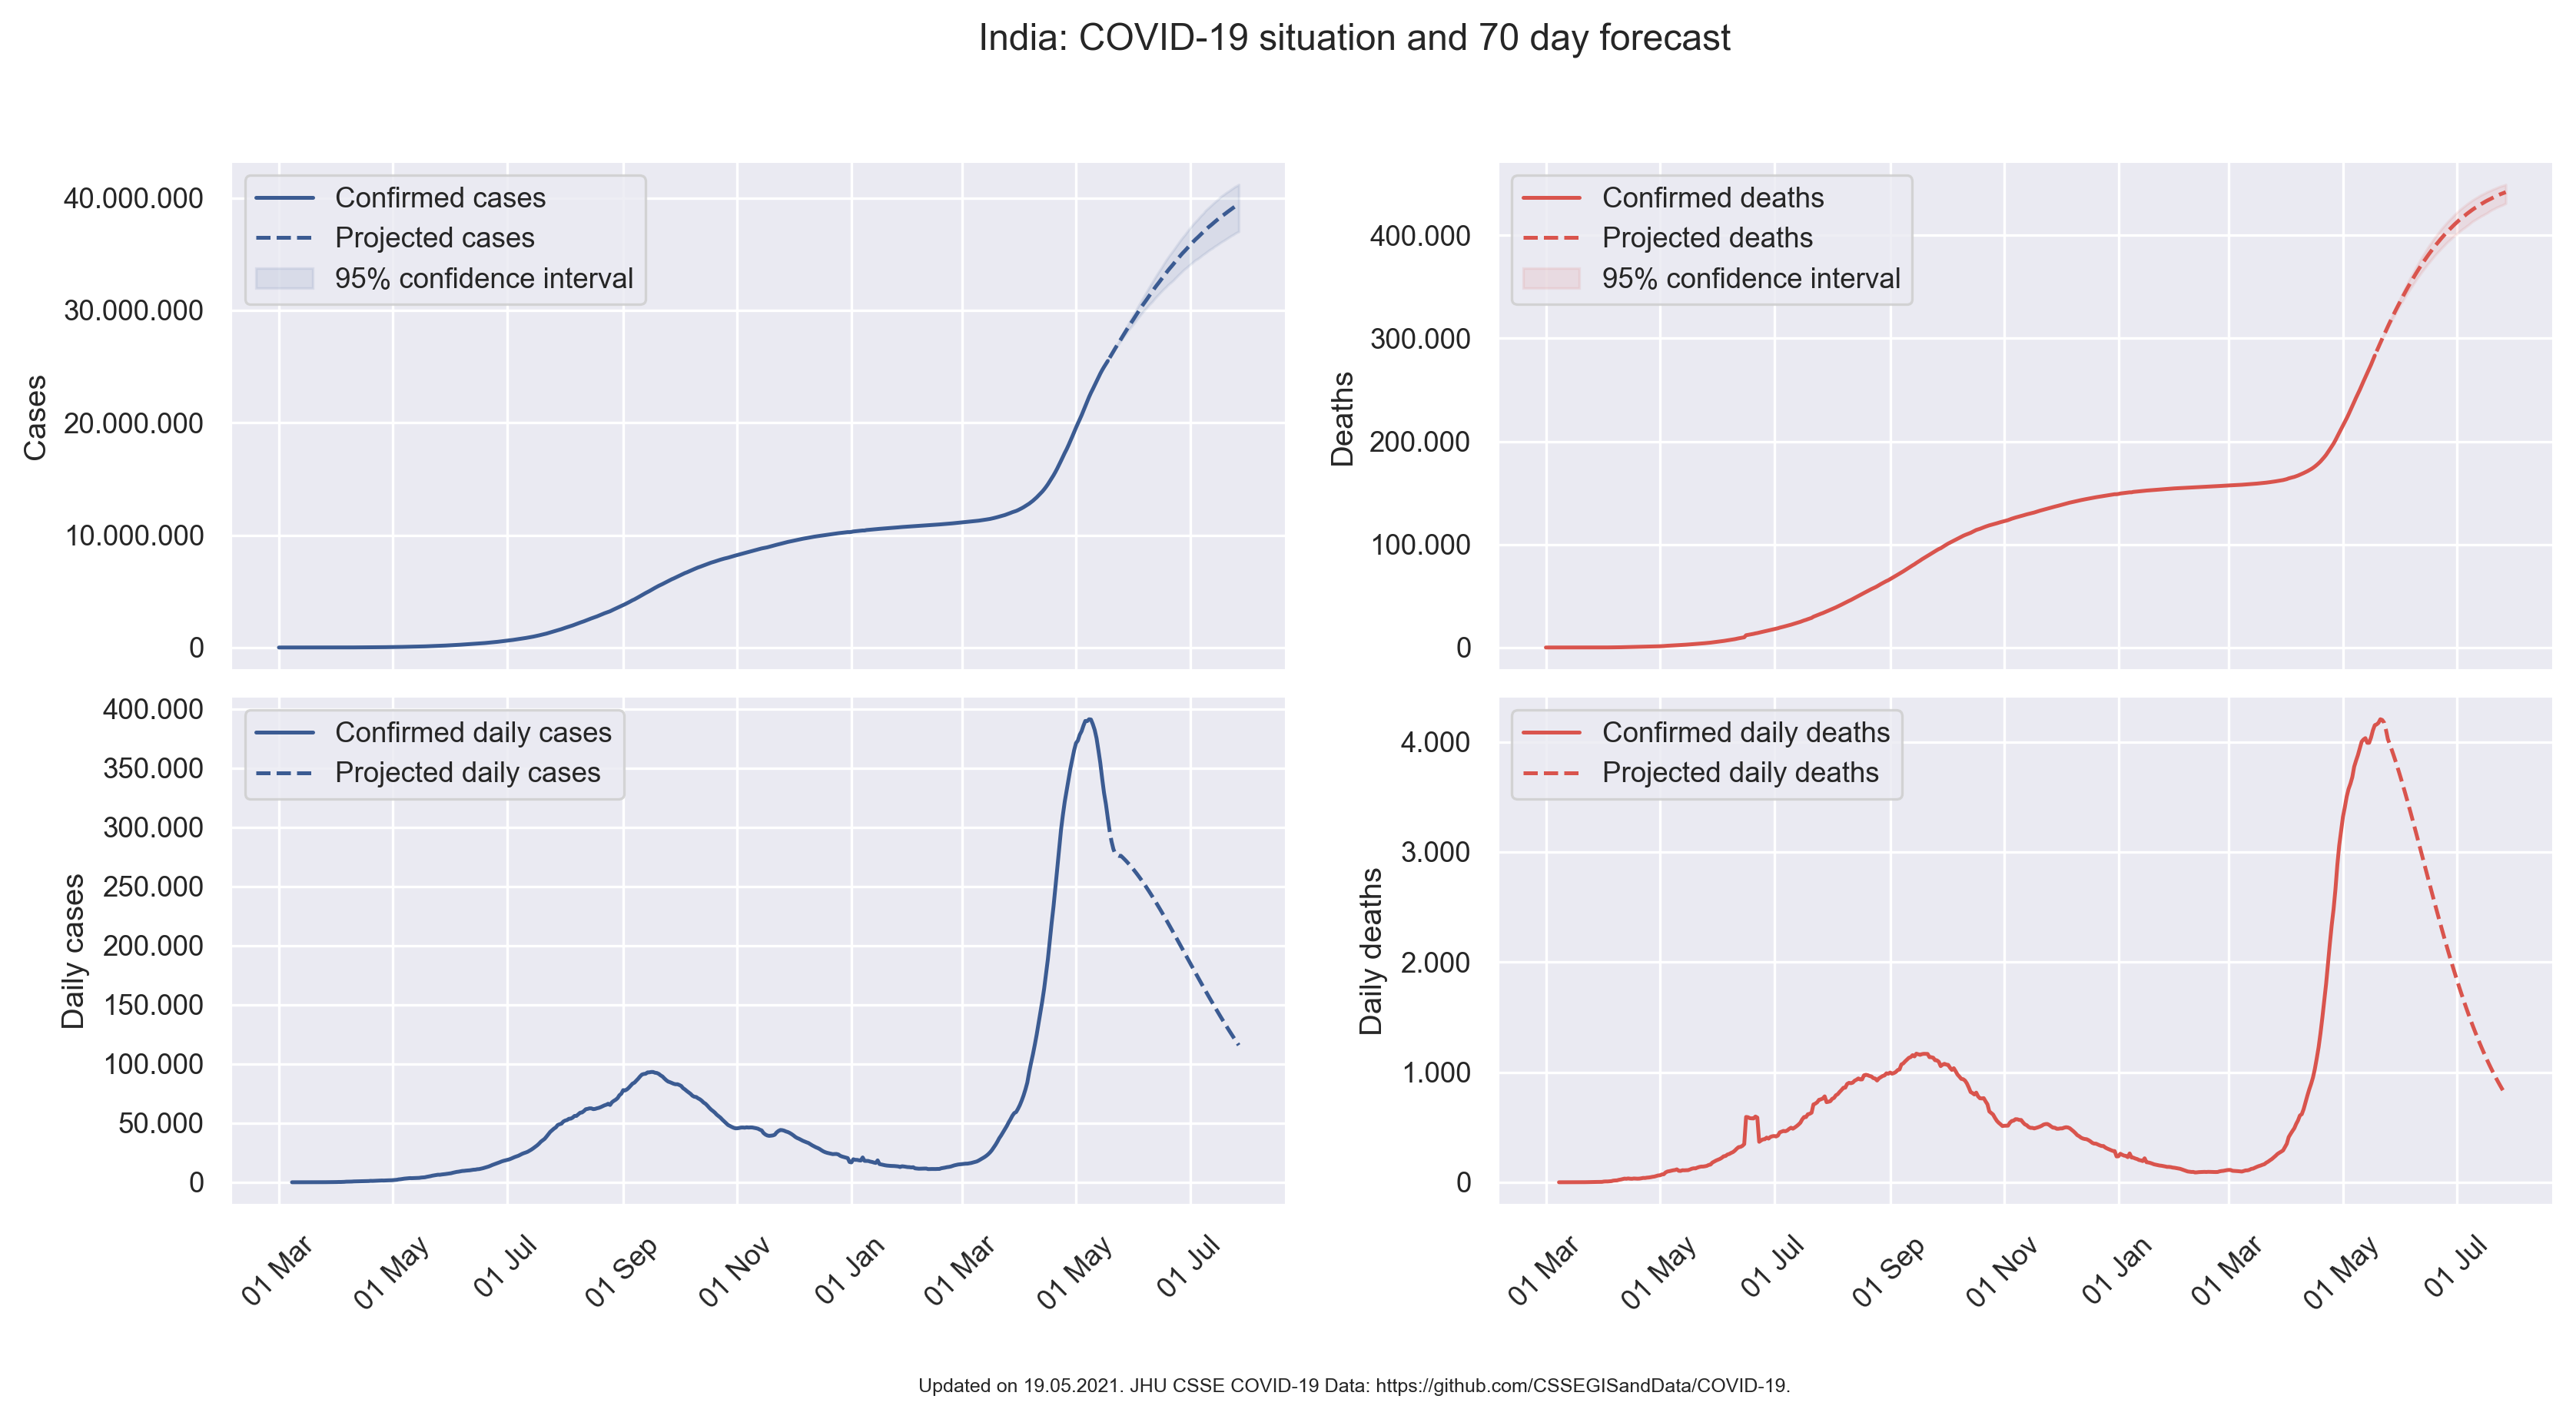 India: COVID-19 situation and 70 day forecast
Confirmed cases
Projected cases
95% confidence interval
40.000.000
30.000.000
20.000.000
10.000.000
0
Cases
Confirmed deaths
Projected deaths
95% confidence interval
400.000
300.000
200.000
100.000
0
Deaths
Confirmed daily cases
Projected daily cases
400.000
350.000
300.000
250.000
200.000
150.000
100.000
50.000
0
Daily cases
01 Mar
01 May
01 Jul
01 Sep
01 Nov
01 Jan
01 Mar
01 May
01 Jul
Confirmed daily deaths
Projected daily deaths
4.000
3.000
2.000
1.000
0
Daily deaths
01 Mar
01 May
01 Jul
01 Sep
01 Nov
01 Jan
01 Mar
01 May
01 Jul
Updated on 19.05.2021. JHU CSSE COVID-19 Data: https://github.com/CSSEGISandData/COVID-19.